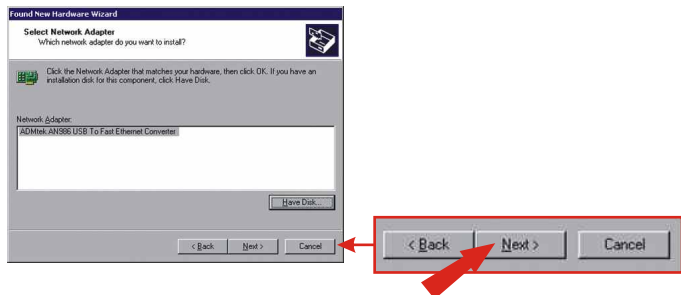 Found New Hardware Wizard
Select Network Adapter
Which network adapter do you want to install?
Click the Network Adapter that matches your hardware, then click OK. If you have an
installation disk for this component, click Have Disk.
Network Adapter:
ADMtek AN986 USB To Fast Ethernet Converter
Have Disk...
< Back Next > Cancel
< Back Next > Cancel